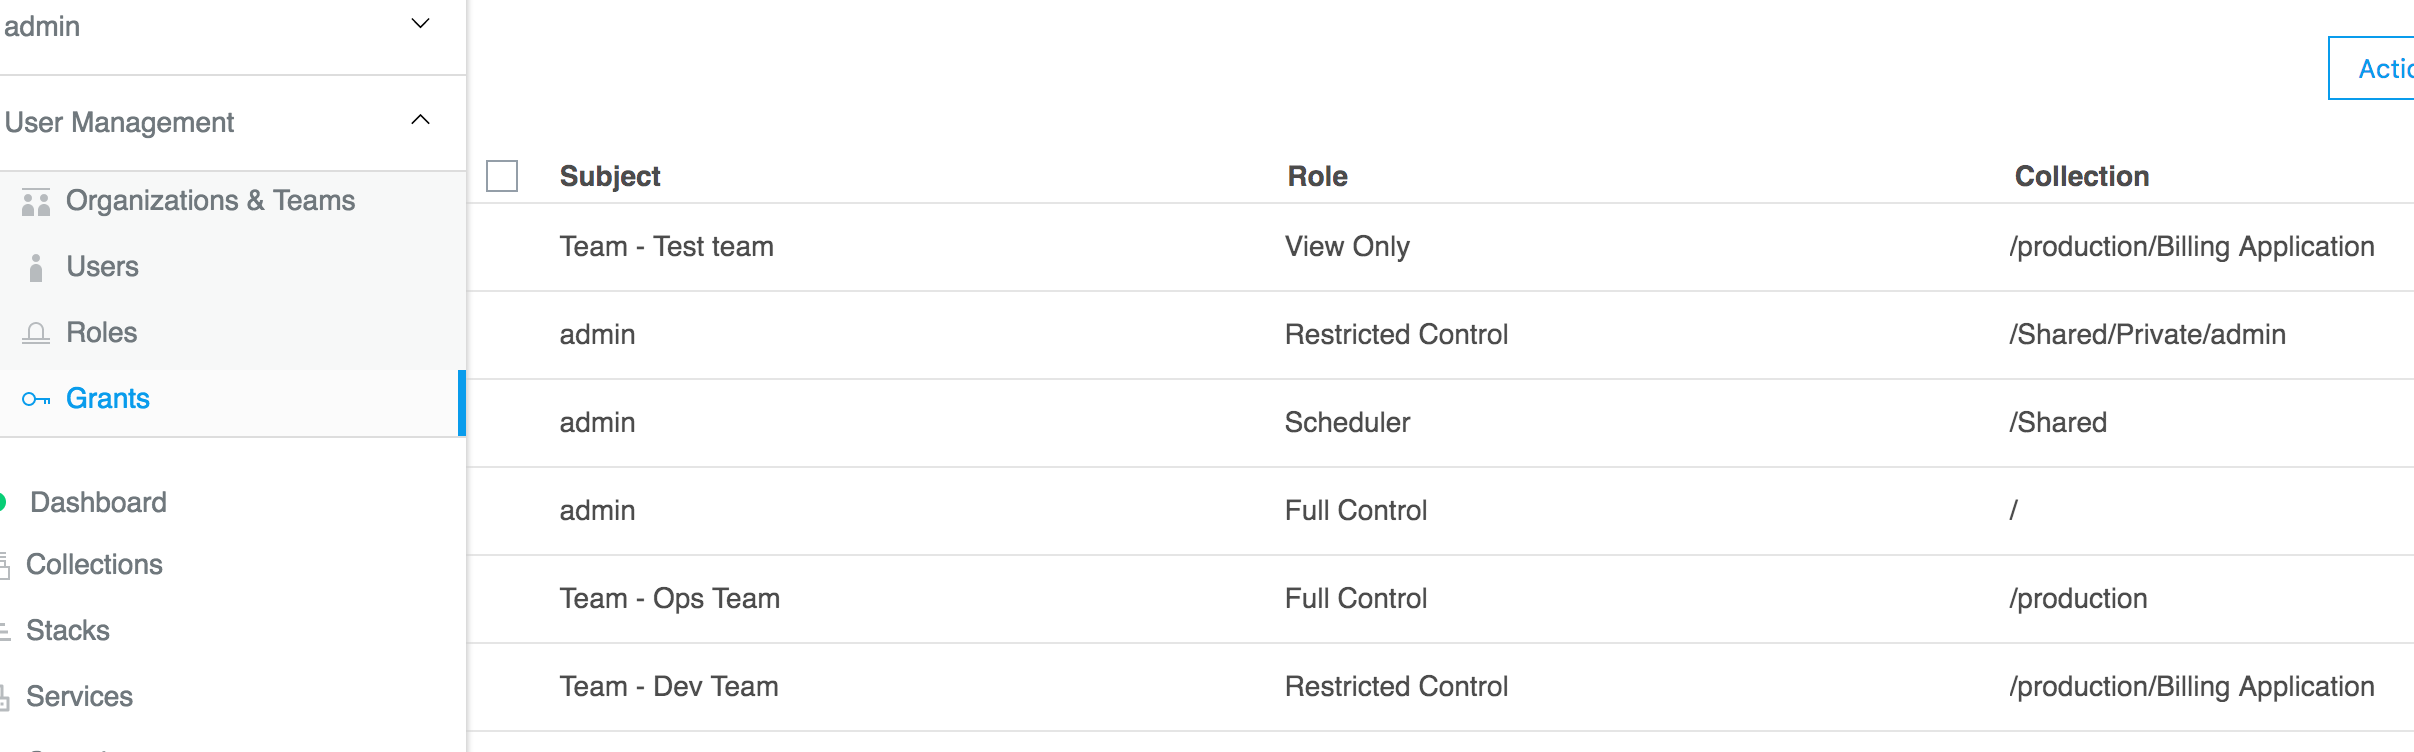 admin
User Management
Organizations & Teams
Users
Roles
Grants
Dashboard
Collections
Stacks
Services
Subject Role Collection
Team - Test team View Only /production/Billing Application
admin Restricted Control /Shared/Private/admin
admin Scheduler /Shared
admin Full Control /
Team - Ops Team Full Control /production
Team - Dev Team Restricted Control /production/Billing Application